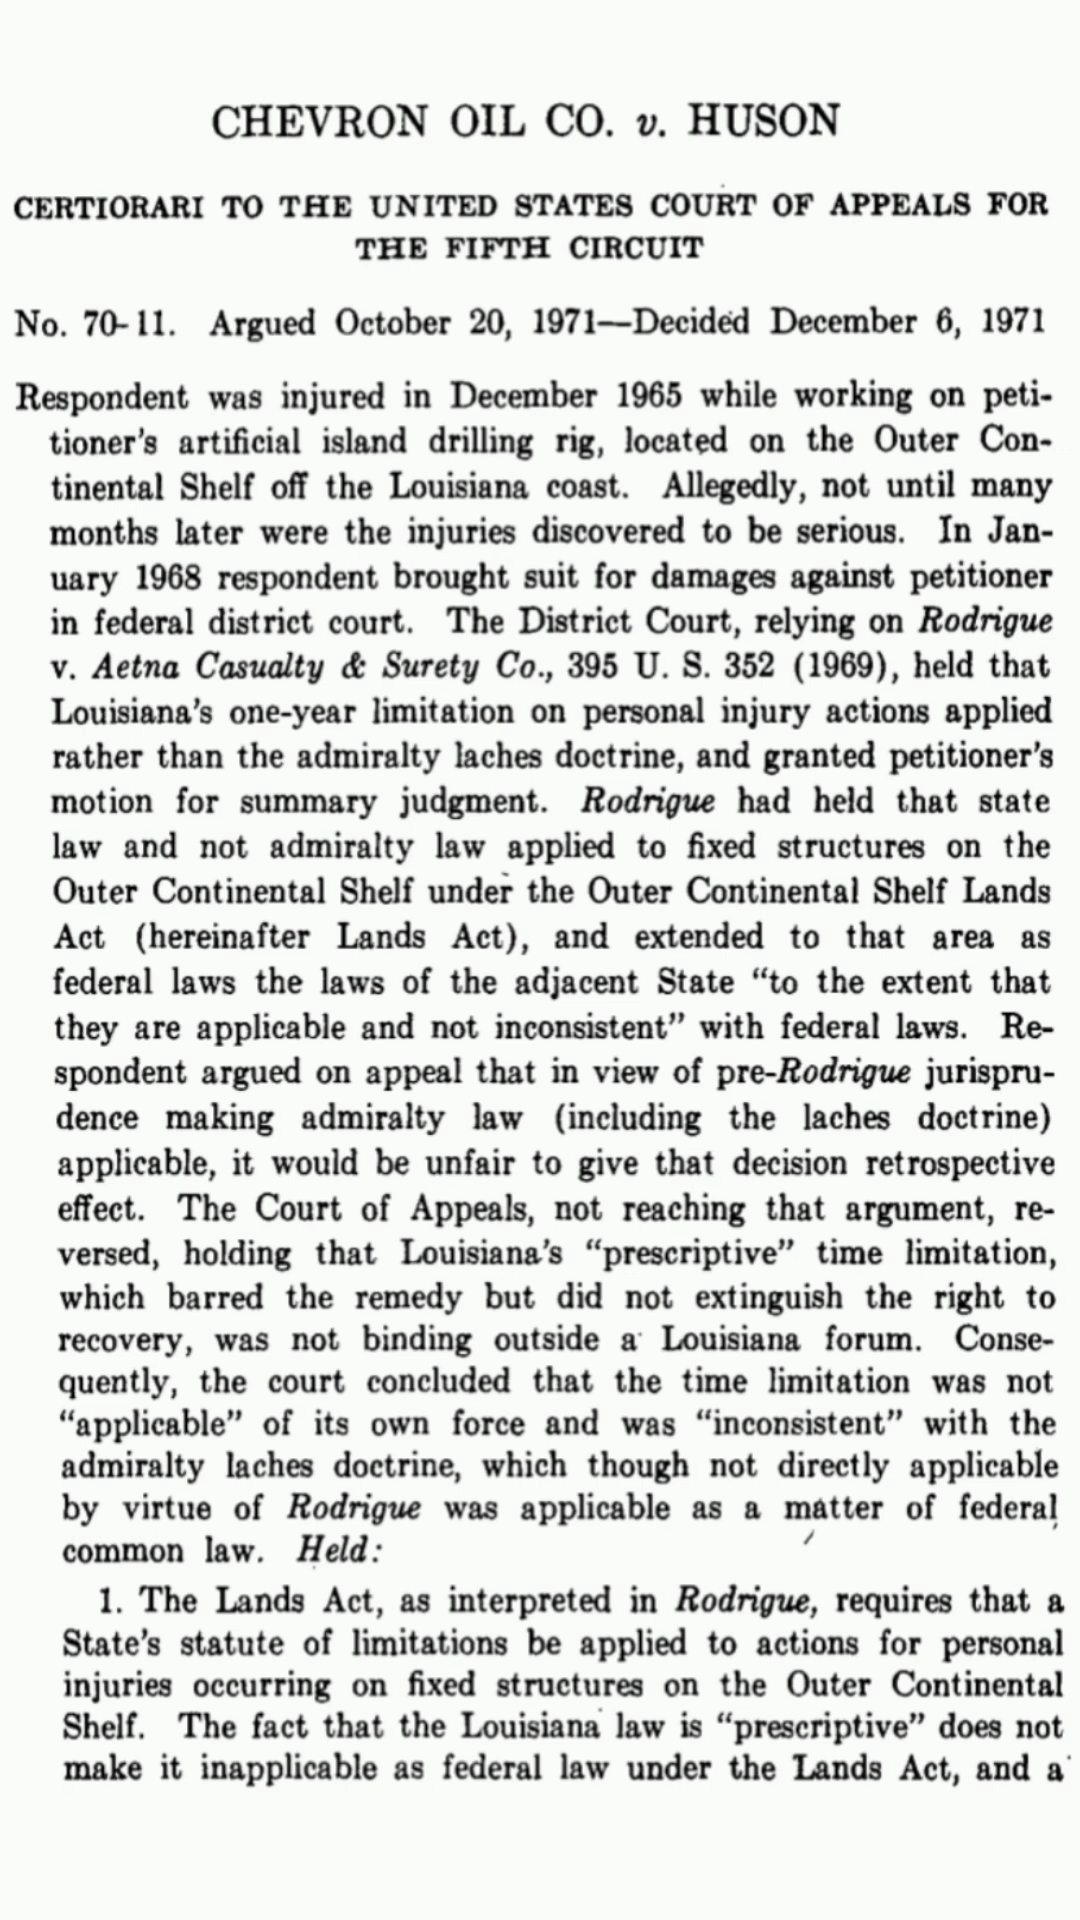 CHEVRON OIL CO. v. HUSON
CERTIORARI TO THE UNITED STATES COURT OF APPEALS FOR
THE FIFTH CIRCUIT
No. 70-11. Argued October 20, 1971—Decided December 6, 1971
Respondent was injured in December 1965 while working on peti-
tioner's artificial island drilling rig, located on the Outer Con-
tinental Shelf off the Louisiana coast. Allegedly, not until many
months later were the injuries discovered to be serious. In Jan-
uary 1968 respondent brought suit for damages against petitioner
in federal district court. The District Court, relying on Rodrigue
v. Aetna Casualty & Surety Co., 395 U. S. 352 (1969), held that
Louisiana's one-year limitation on personal injury actions applied
rather than the admiralty laches doctrine, and granted petitioner's
motion for summary judgment. Rodrigue had held that state
law and not admiralty law applied to fixed structures on the
Outer Continental Shelf under the Outer Continental Shelf Lands
Act (hereinafter Lands Act), and extended to that area as
federal laws the laws of the adjacent State "to the extent that
they are applicable and not inconsistent" with federal laws. Re-
spondent argued on appeal that in view of pre-Rodrigue jurispru-
dence making admiralty law (including the laches doctrine)
applicable, it would be unfair to give that decision retrospective
effect. The Court of Appeals, not reaching that argument, re-
versed, holding that Louisiana's "prescriptive" time limitation,
which barred the remedy but did not extinguish the right to
recovery, was not binding outside a Louisiana forum. Conse-
quently, the court concluded that the time limitation was not
"applicable" of its own force and was "inconsistent" with the
admiralty laches doctrine, which though not directly applicable
by virtue of Rodrigue was applicable as a matter of federal
common law. Held:
1. The Lands Act, as interpreted in Rodrigue, requires that a
State's statute of limitations be applied to actions for personal
injuries occurring on fixed structures on the Outer Continental
Shelf. The fact that the Louisiana law is "prescriptive" does not
make it inapplicable as federal law under the Lands Act, and a